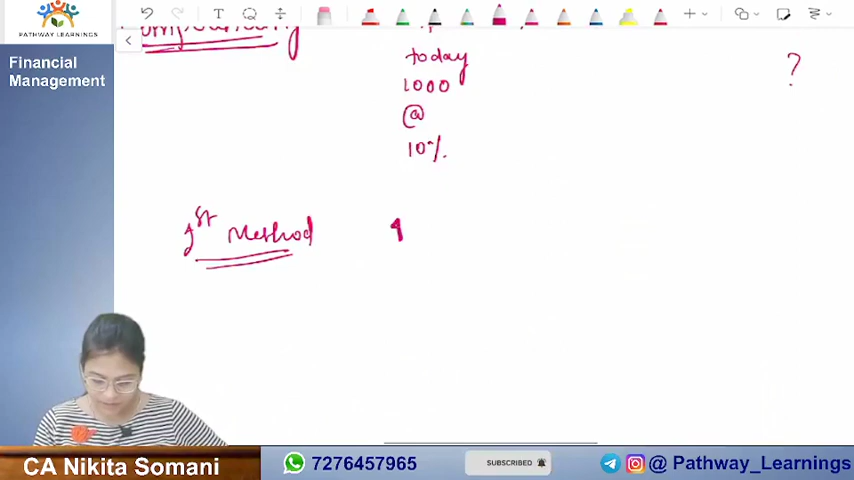 PATHWAY LEARNINGS
Financial
Management
today
1000
@
10%
?
1st Method
CA Nikita Somani
7276457965
SUBSCRIBED
@ Pathway_Learnings